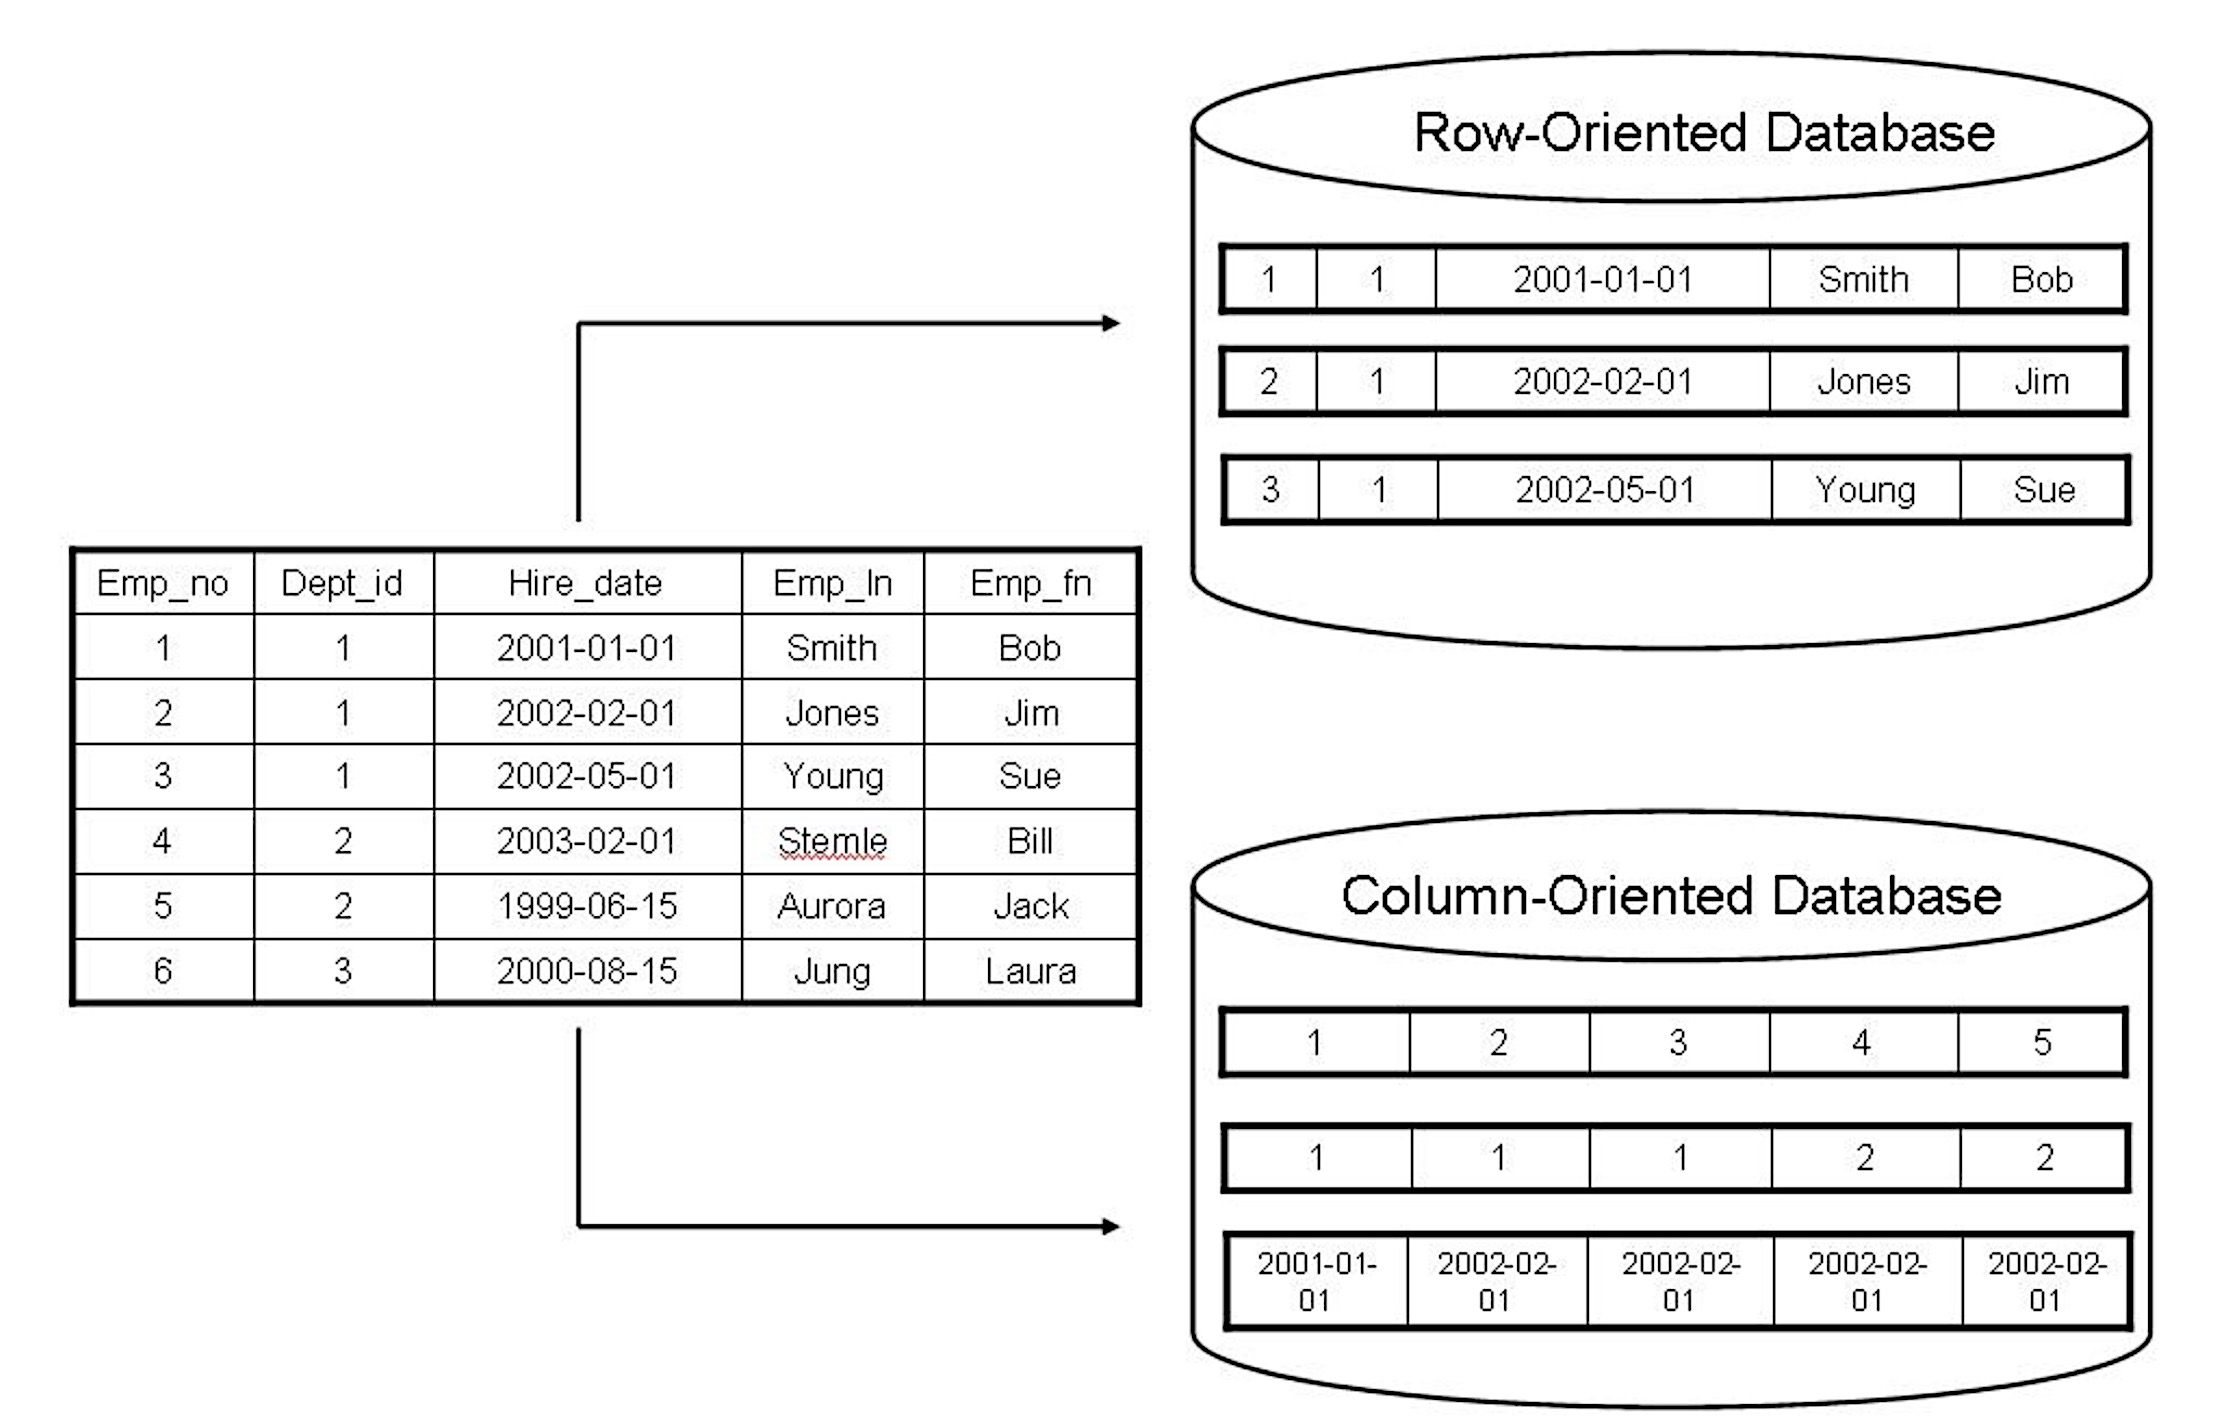 Row-Oriented Database
1 1 2001-01-01 Smith Bob
2 1 2002-02-01 Jones Jim
3 1 2002-05-01 Young Sue
Emp_no Dept_id Hire_date Emp_ln Emp_fn
1 1 2001-01-01 Smith Bob
2 1 2002-02-01 Jones Jim
3 1 2002-05-01 Young Sue
4 2 2003-02-01 Stemle Bill
5 2 1999-06-15 Aurora Jack
6 3 2000-08-15 Jung Laura
Column-Oriented Database
1 2 3 4 5
1 1 1 2 2
2001-01- 2002-02- 2002-02- 2002-02- 2002-02-
01 01 01 01 01